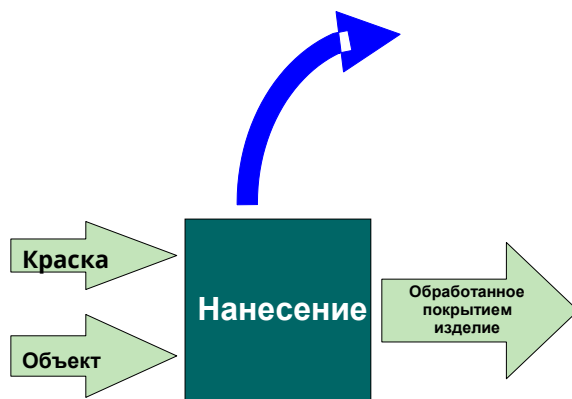 Краска
Объект
Нанесение
Обработанное
покрытием
изделие